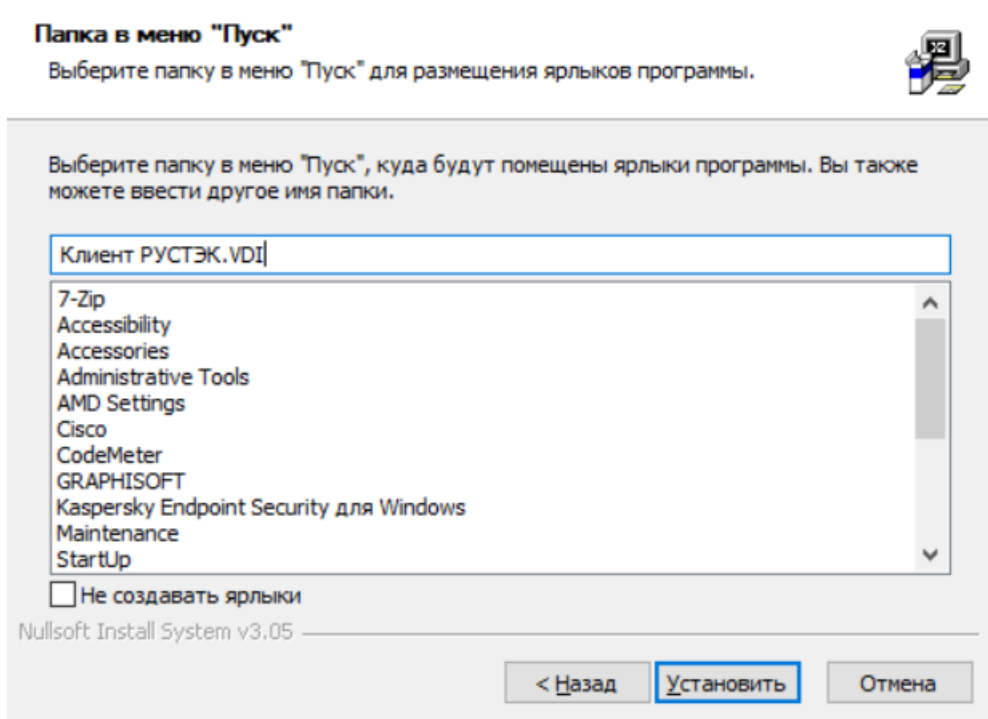 Папка в меню "Пуск"
Выберите папку в меню "Пуск" для размещения ярлыков программы.
Выберите папку в меню "Пуск", куда будут помещены ярлыки программы. Вы также
можете ввести другое имя папки.
Клиент РУСТЭК.VDI
7-Zip
Accessibility
Accessories
Administrative Tools
AMD Settings
Cisco
CodeMeter
GRAPHISOFT
Kaspersky Endpoint Security для Windows
Maintenance
StartUp
Не создавать ярлыки
Nullsoft Install System v3.05
< Назад Установить Отмена